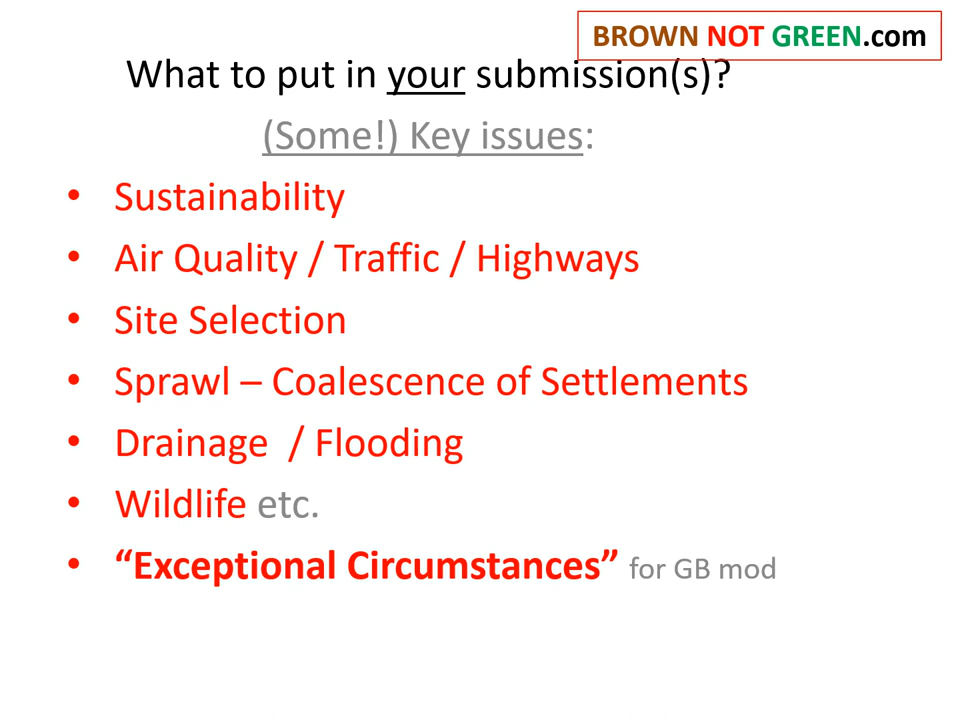 BROWN NOT GREEN.com
What to put in your submission(s)?
(Some!) Key issues:
• Sustainability
• Air Quality / Traffic / Highways
• Site Selection
• Sprawl – Coalescence of Settlements
• Drainage / Flooding
• Wildlife etc.
• “Exceptional Circumstances” for GB mod